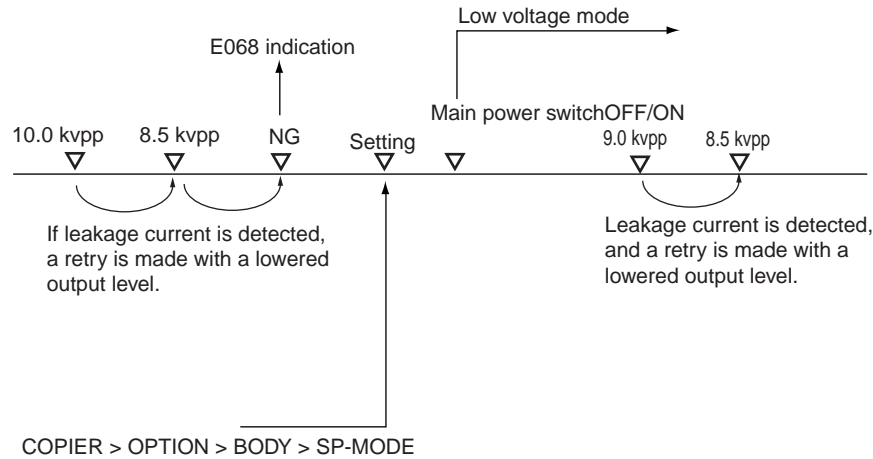 Low voltage mode
E068 indication
Main power switchOFF/ON
10.0 kvpp
8.5 kvpp
NG
Setting
9.0 kvpp
8.5 kvpp
If leakage current is detected,
a retry is made with a lowered
output level.
Leakage current is detected,
and a retry is made with a
lowered output level.
COPIER > OPTION > BODY > SP-MODE